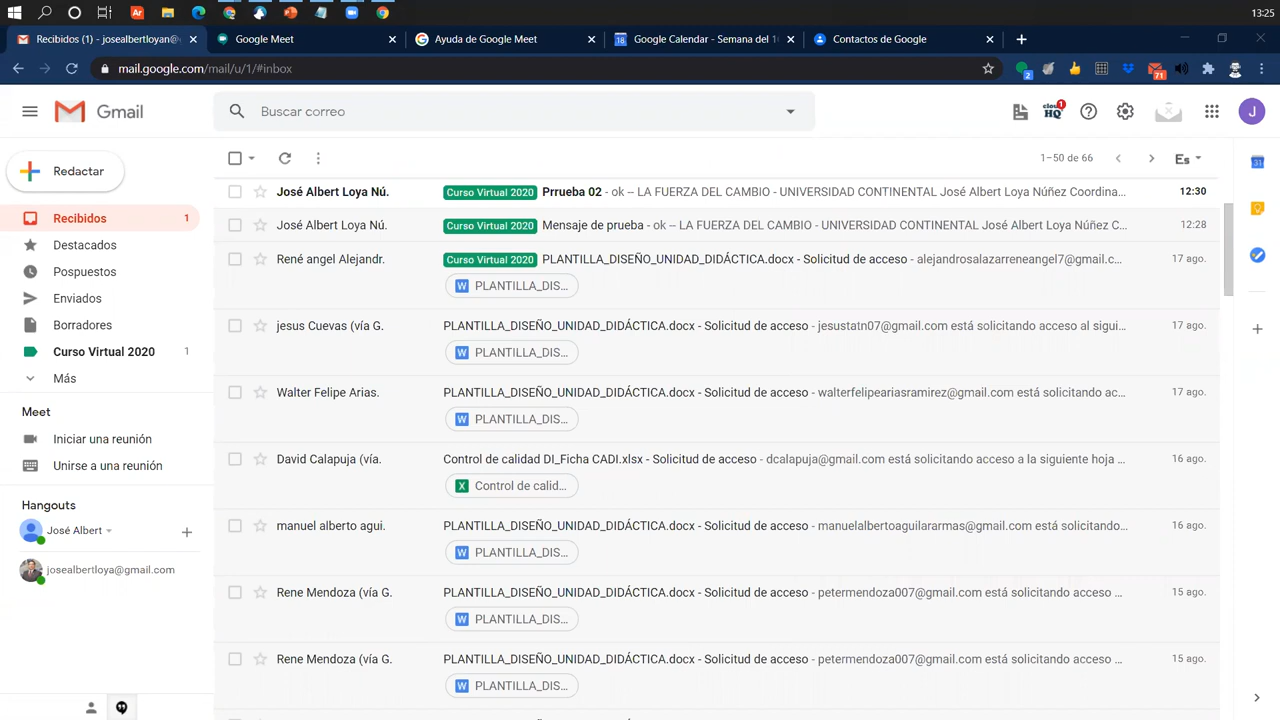 13:25
Recibidos (1) - josealbertloyan@
Google Meet
Ayuda de Google Meet
Google Calendar - Semana del 1
Contactos de Google
mail.google.com/mail/u/1/#inbox
2
71
Gmail
Buscar correo
cloud HQ
1
J
Redactar
1–50 de 66
Es
Recibidos 1
Destacados
Pospuestos
Enviados
Borradores
Curso Virtual 2020 1
Más
Meet
Iniciar una reunión
Unirse a una reunión
Hangouts
José Albert
josealbertloya@gmail.com
José Albert Loya Nú. Curso Virtual 2020 Prrueba 02 - ok -- LA FUERZA DEL CAMBIO - UNIVERSIDAD CONTINENTAL José Albert Loya Núñez Coordina... 12:30
José Albert Loya Nú. Curso Virtual 2020 Mensaje de prueba - ok -- LA FUERZA DEL CAMBIO - UNIVERSIDAD CONTINENTAL José Albert Loya Núñez C... 12:28
René angel Alejandr. Curso Virtual 2020 PLANTILLA_DISEÑO_UNIDAD_DIDÁCTICA.docx - Solicitud de acceso - alejandrosalazarreneangel7@gmail.c... 17 ago.
W PLANTILLA_DIS...
jesus Cuevas (vía G. PLANTILLA_DISEÑO_UNIDAD_DIDÁCTICA.docx - Solicitud de acceso - jesustatn07@gmail.com está solicitando acceso al sigui... 17 ago.
W PLANTILLA_DIS...
Walter Felipe Arias. PLANTILLA_DISEÑO_UNIDAD_DIDÁCTICA.docx - Solicitud de acceso - walterfelipeariasramirez@gmail.com está solicitando ac... 17 ago.
W PLANTILLA_DIS...
David Calapuja (vía. Control de calidad DI_Ficha CADI.xlsx - Solicitud de acceso - dcalapuja@gmail.com está solicitando acceso a la siguiente hoja ... 16 ago.
X Control de calid...
manuel alberto agui. PLANTILLA_DISEÑO_UNIDAD_DIDÁCTICA.docx - Solicitud de acceso - manuelalbertoaguilararmas@gmail.com está solicitando... 16 ago.
W PLANTILLA_DIS...
Rene Mendoza (vía G. PLANTILLA_DISEÑO_UNIDAD_DIDÁCTICA.docx - Solicitud de acceso - petermendoza007@gmail.com está solicitando acceso ... 15 ago.
W PLANTILLA_DIS...
Rene Mendoza (vía G. PLANTILLA_DISEÑO_UNIDAD_DIDÁCTICA.docx - Solicitud de acceso - petermendoza007@gmail.com está solicitando acceso ... 15 ago.
W PLANTILLA_DIS...